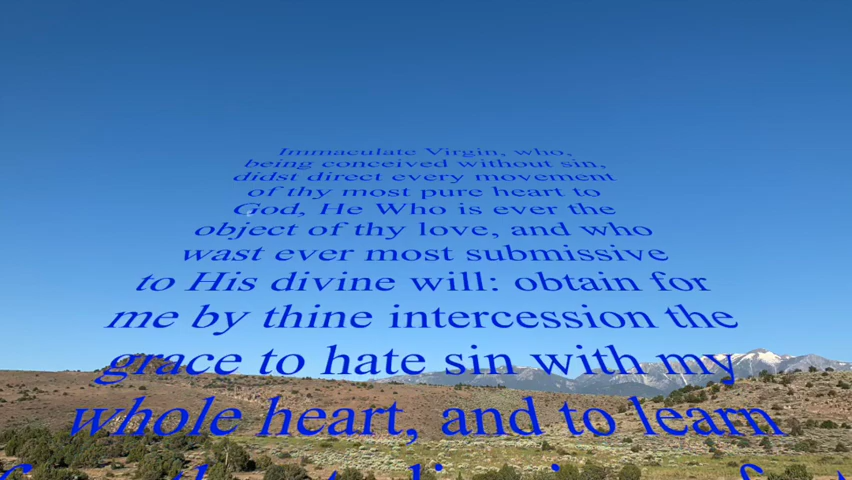 Immaculate Virgin, who,
being conceived without sin,
didst direct every movement
of thy most pure heart to
God, He Who is ever the
object of thy love, and who
wast ever most submissive
to His divine will: obtain for
me by thine intercession the
grace to hate sin with my
whole heart, and to learn